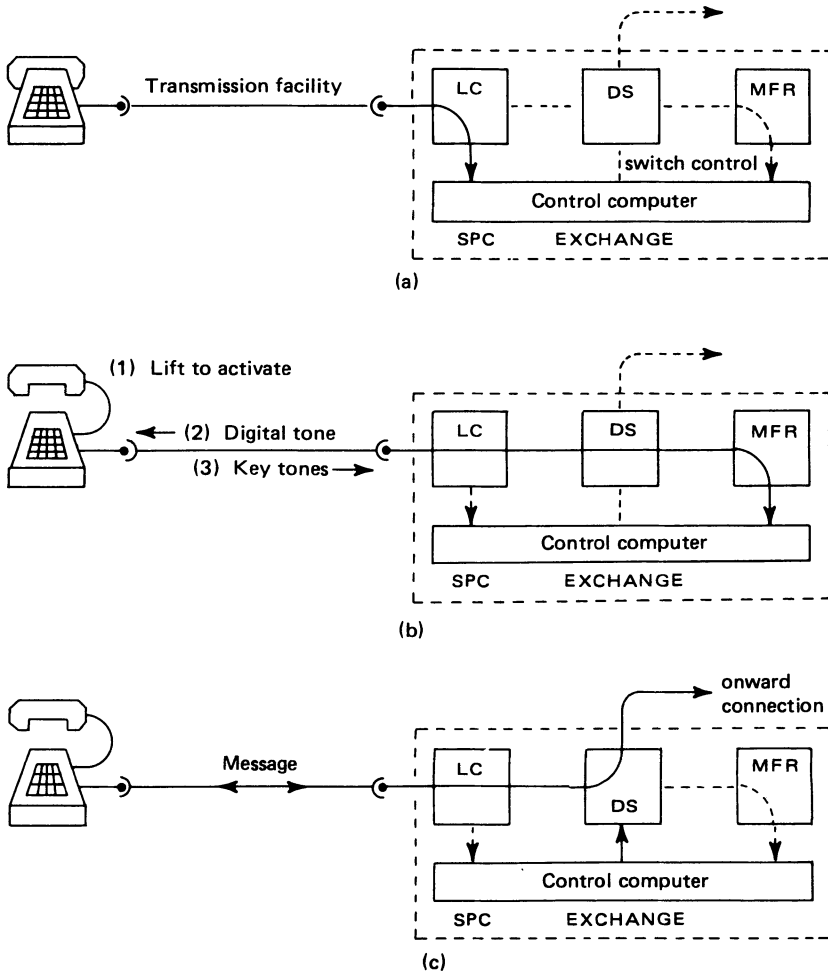 Transmission facility
LC
DS
MFR
switch control
Control computer
SPC EXCHANGE
(a)
(1) Lift to activate
(2) Digital tone
(3) Key tones
LC
DS
MFR
Control computer
SPC EXCHANGE
(b)
onward
connection
Message
LC
DS
MFR
Control computer
SPC EXCHANGE
(c)